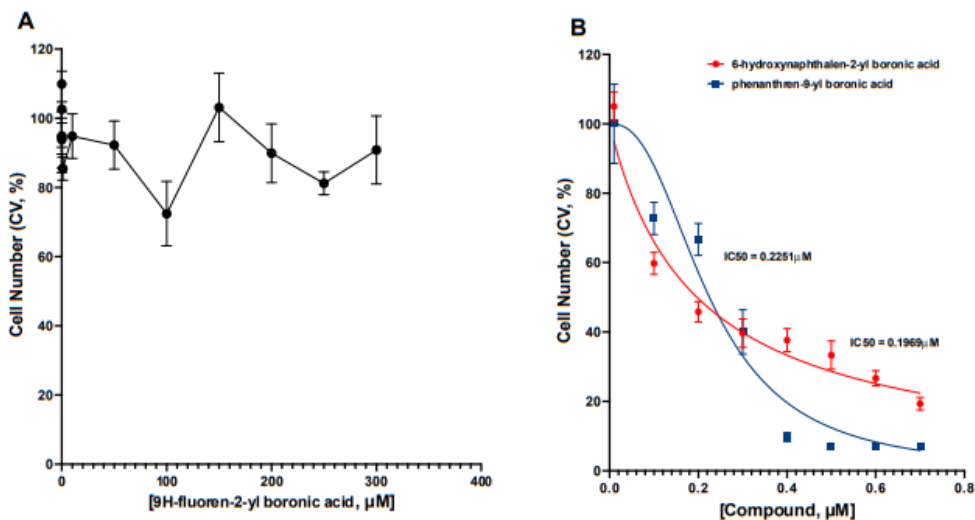 A
Cell Number (CV, %)
120
100
80
60
40
20
0
0
100
200
300
400
[9H-fluoren-2-yl boronic acid, µM]
B
6-hydroxynaphthalen-2-yl boronic acid
phenanthren-9-yl boronic acid
Cell Number (CV, %)
120
100
80
60
40
20
0
IC50 = 0.2251µM
IC50 = 0.1969µM
0.0
0.2
0.4
0.6
0.8
[Compound, µM]